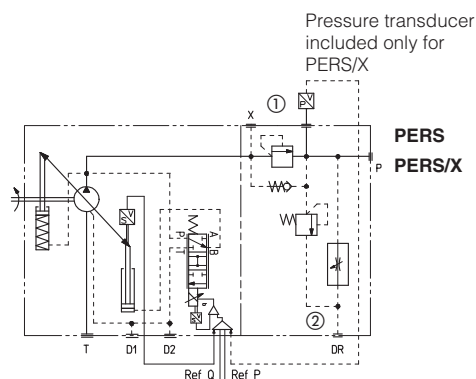 Pressure transducer
included only for
PERS/X
①
X
V
P
PERS
PERS/X
P
V
S
P
T
A
B
②
T
D1
D2
Ref Q
Ref P
DR